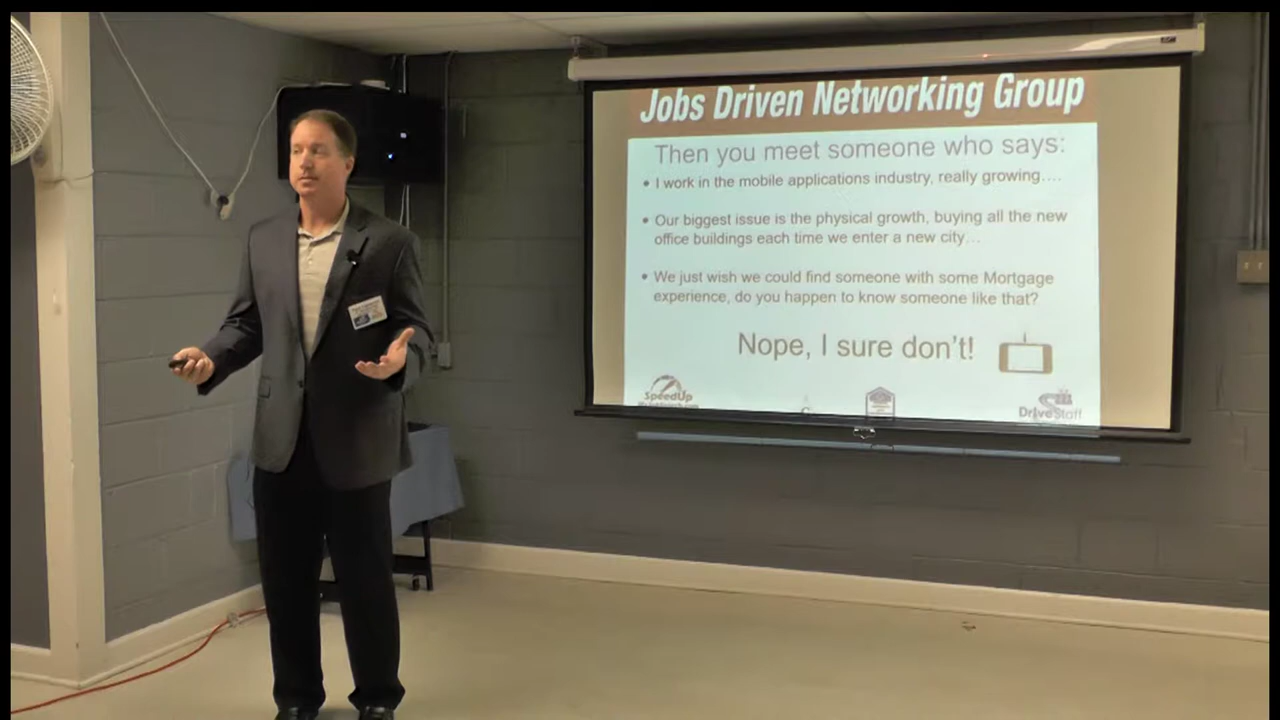 Jobs Driven Networking Group
Then you meet someone who says:
• I work in the mobile applications industry, really growing….
• Our biggest issue is the physical growth, buying all the new
office buildings each time we enter a new city…
• We just wish we could find someone with some Mortgage
experience, do you happen to know someone like that?
Nope, I sure don't!
SpeedUp
DriveStaff